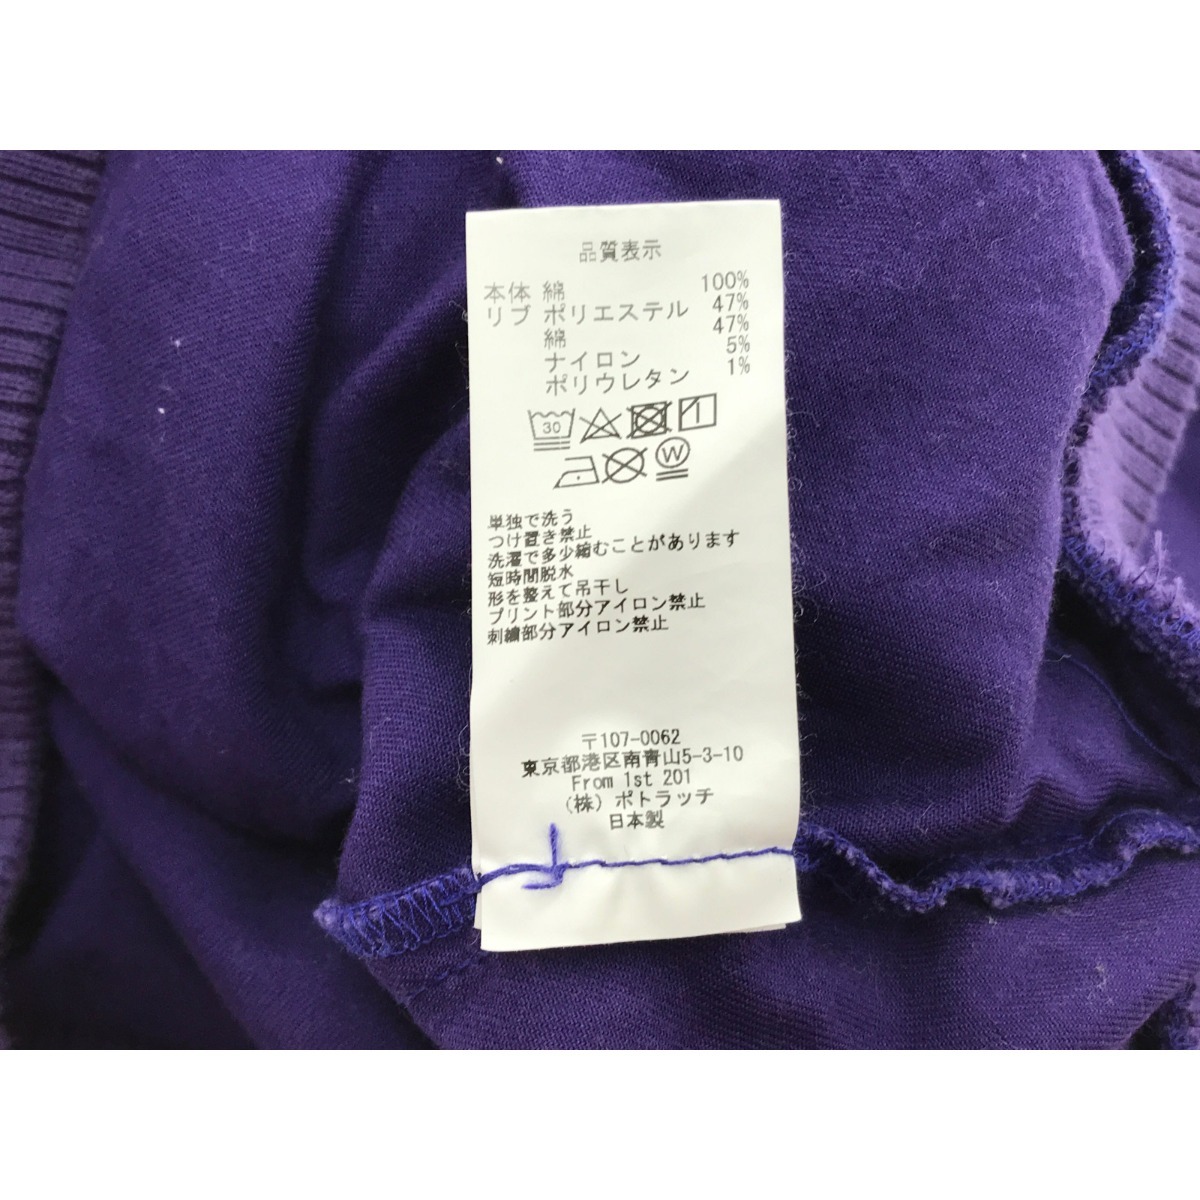 品質表示
本体 綿 100%
リブ ポリエステル 47%
綿 47%
ナイロン 5%
ポリウレタン 1%
30
W
単独で洗う
つけ置き禁止
洗濯で多少縮むことがあります
短時間脱水
形を整えて吊干し
プリント部分アイロン禁止
刺繍部分アイロン禁止
〒107-0062
東京都港区南青山5-3-10
From 1st 201
(株) ポトラッチ
日本製